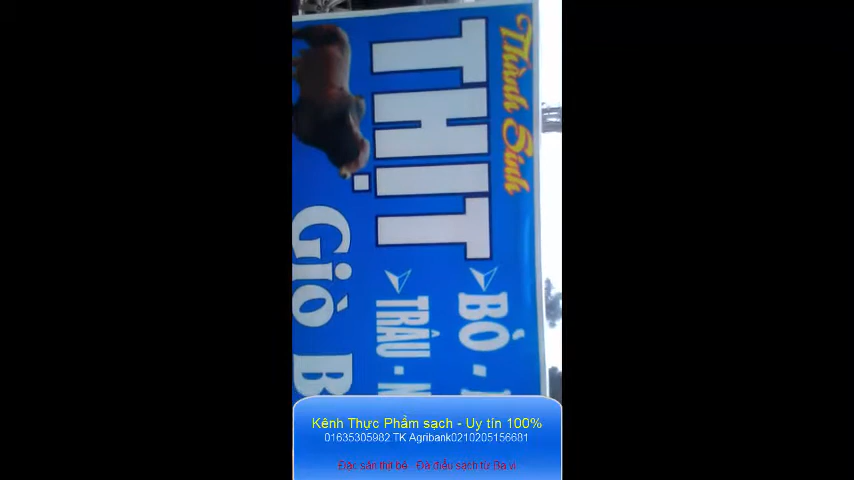 Thành Sinh
THỊT
BÒ -
TRÂU -
Giò B
Kênh Thực Phẩm sạch - Uy tín 100%
01635305982 TK Agribank0210205156681
Đặc sản thịt bê - Đà điểu sạch từ Ba Vì